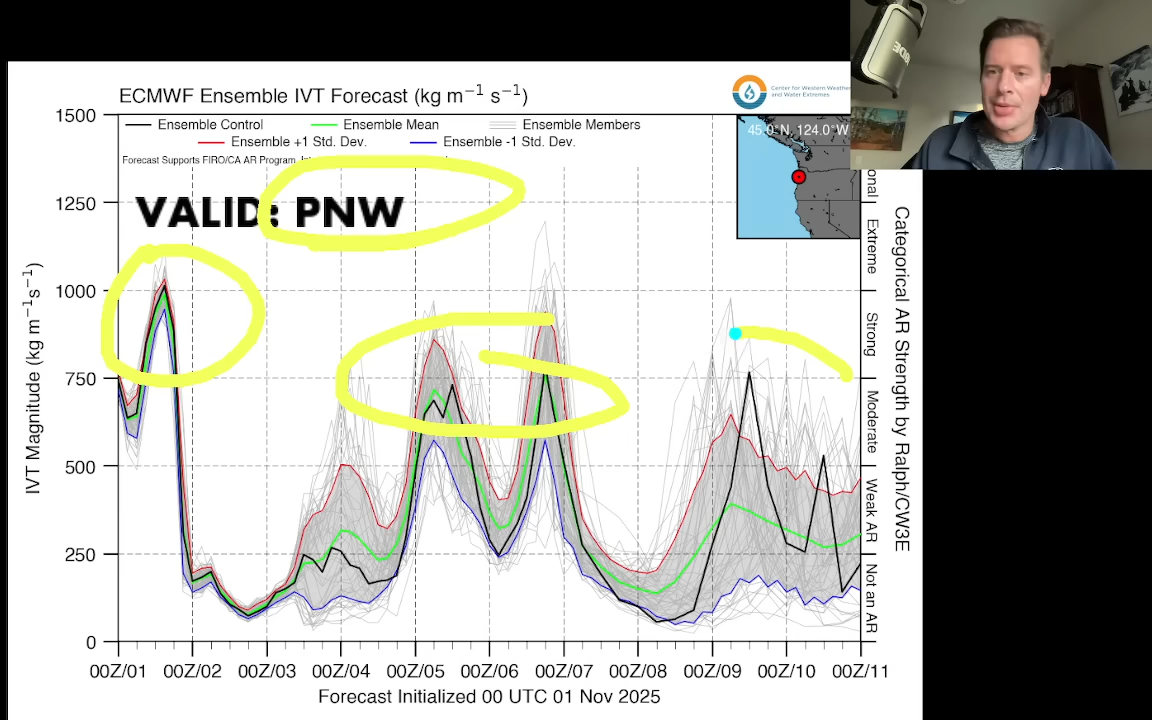 ECMWF Ensemble IVT Forecast (kg m⁻¹ s⁻¹)
Center for Western Weather
and Water Extremes
Ensemble Control
Ensemble Mean
Ensemble Members
Ensemble +1 Std. Dev.
Ensemble -1 Std. Dev.
Forecast Supports FIRO/CA AR Program
45.0°N, 124.0°W
VALID: PNW
RODE
IVT Magnitude (kg m⁻¹s⁻¹)
1500
1250
1000
750
500
250
0
Extreme
Strong
Moderate
Weak AR
Not an AR
Categorical AR Strength by Ralph/CW3E
00Z/01 00Z/02 00Z/03 00Z/04 00Z/05 00Z/06 00Z/07 00Z/08 00Z/09 00Z/10 00Z/11
Forecast Initialized 00 UTC 01 Nov 2025